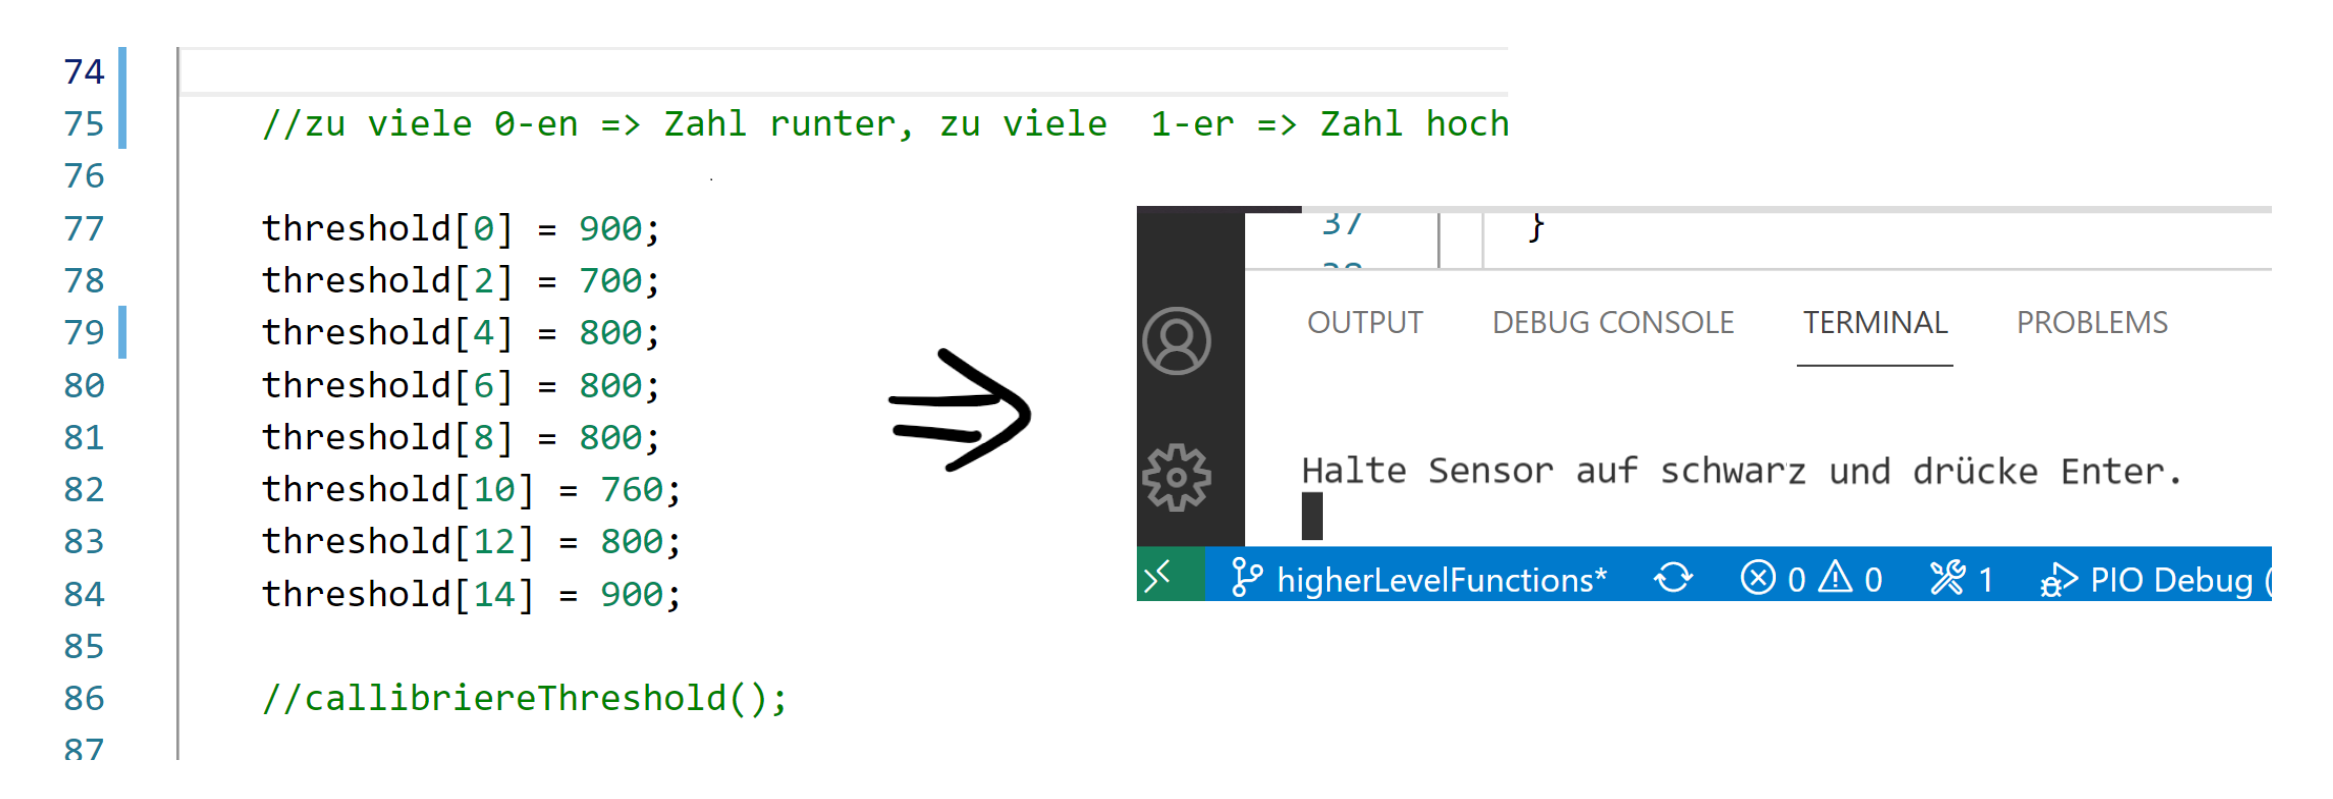 74
75 //zu viele 0-en => Zahl runter, zu viele  1-er => Zahl hoch
76
77 threshold[0] = 900;
78 threshold[2] = 700;
79 threshold[4] = 800;
80 threshold[6] = 800;
81 threshold[8] = 800;
82 threshold[10] = 760;
83 threshold[12] = 800;
84 threshold[14] = 900;
85
86 //callibriereThreshold();
87
37 }
OUTPUT DEBUG CONSOLE TERMINAL PROBLEMS
Halte Sensor auf schwarz und drücke Enter.
higherLevelFunctions* 0 0 1 PIO Debug (